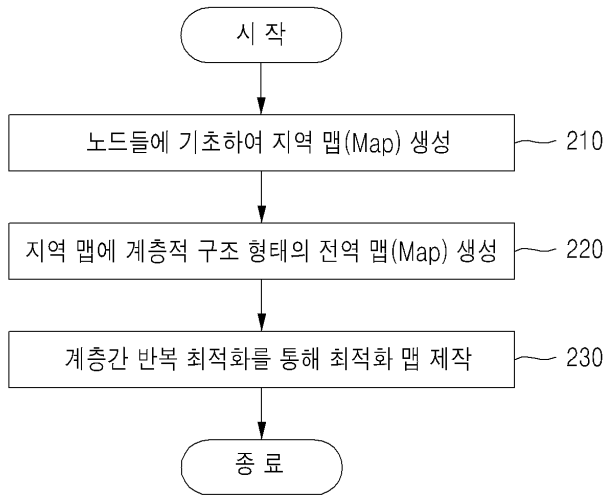 시 작
노드들에 기초하여 지역 맵(Map) 생성
210
지역 맵에 계층적 구조 형태의 전역 맵(Map) 생성
220
계층간 반복 최적화를 통해 최적화 맵 제작
230
종 료